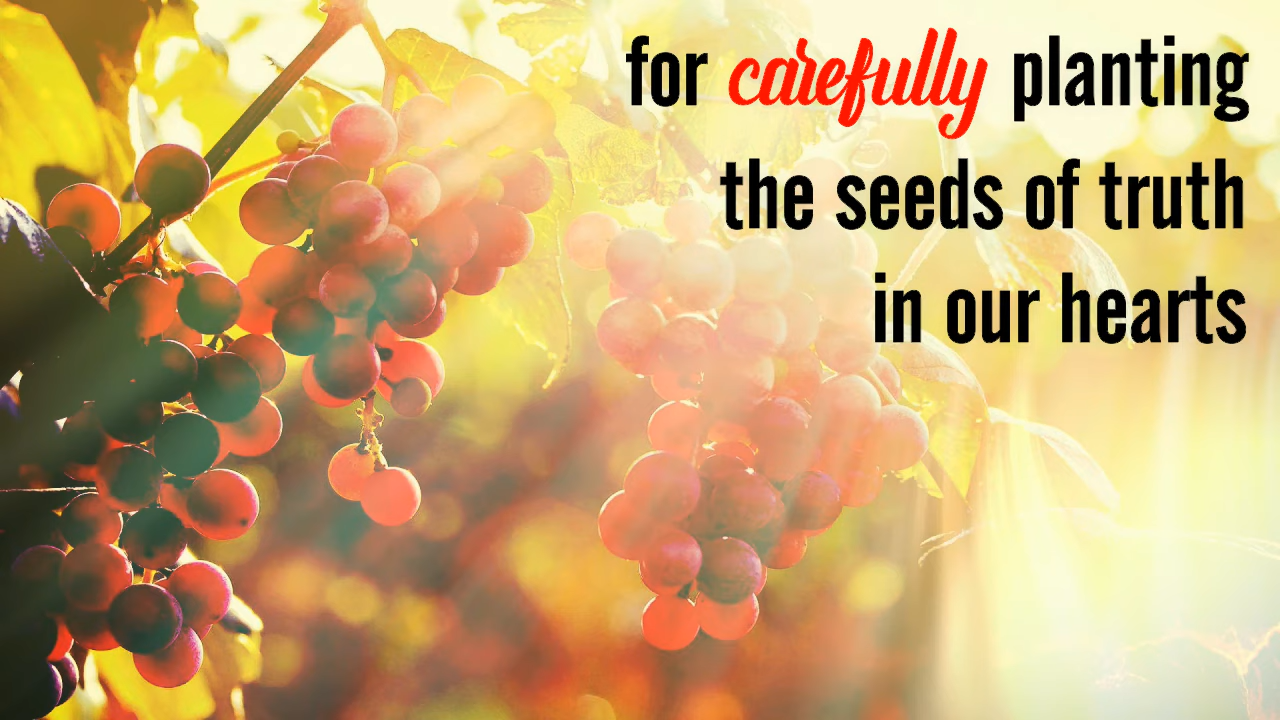 for carefully planting
the seeds of truth
in our hearts